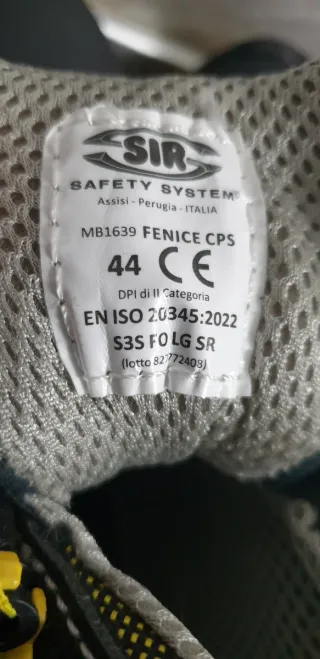 SIR
SAFETY SYSTEM®
Assisi - Perugia - ITALIA
MB1639 FENICE CPS
44 CE
DPI di II Categoria
EN ISO 20345:2022
S3S FO LG SR
(lotto 82772408)